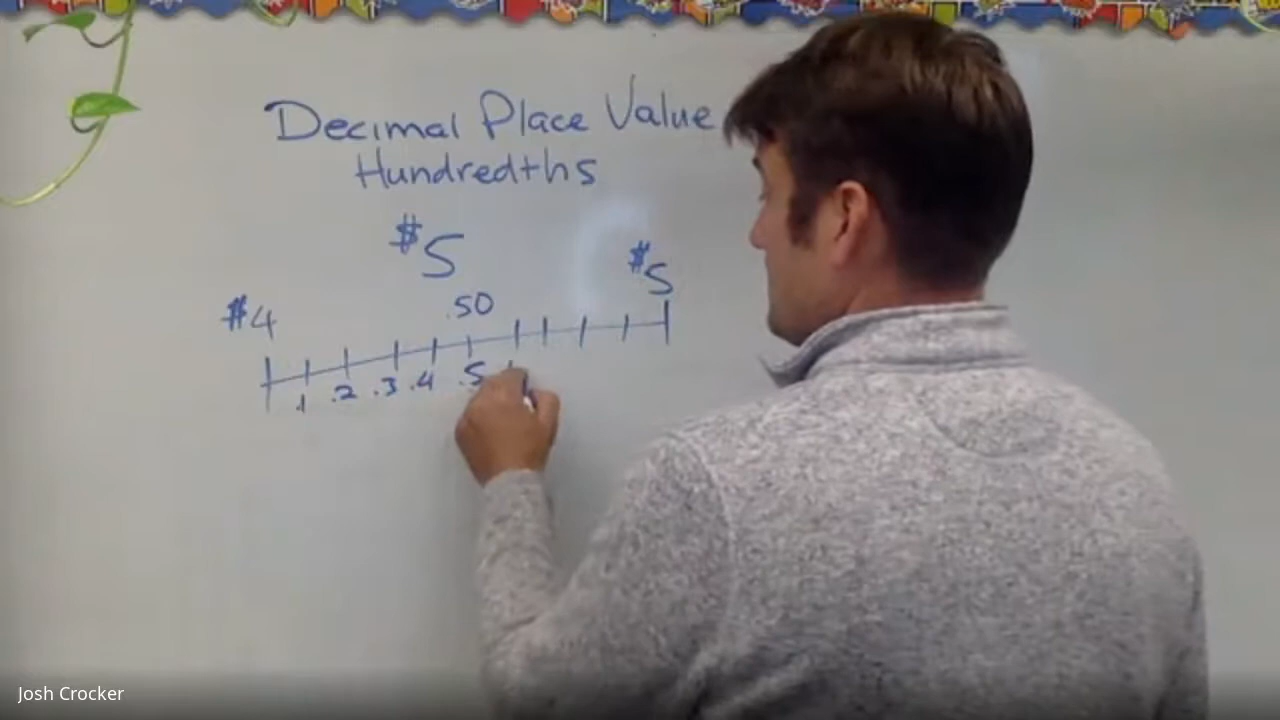 Decimal Place Value
Hundredths
$5
$4 .50 $5
.1 .2 .3 .4 .5
Josh Crocker